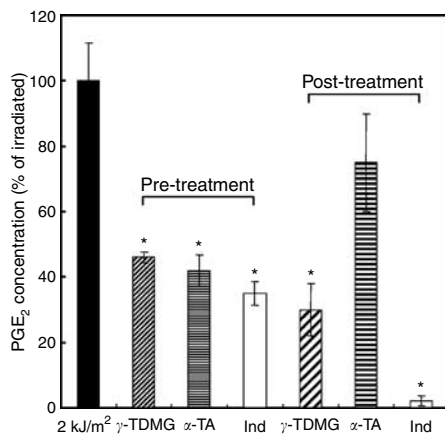 PGE₂ concentration (% of irradiated)
120
100
80
60
40
20
0
Post-treatment
Pre-treatment
* * * * *
2 kJ/m² γ-TDMG α-TA Ind γ-TDMG α-TA Ind